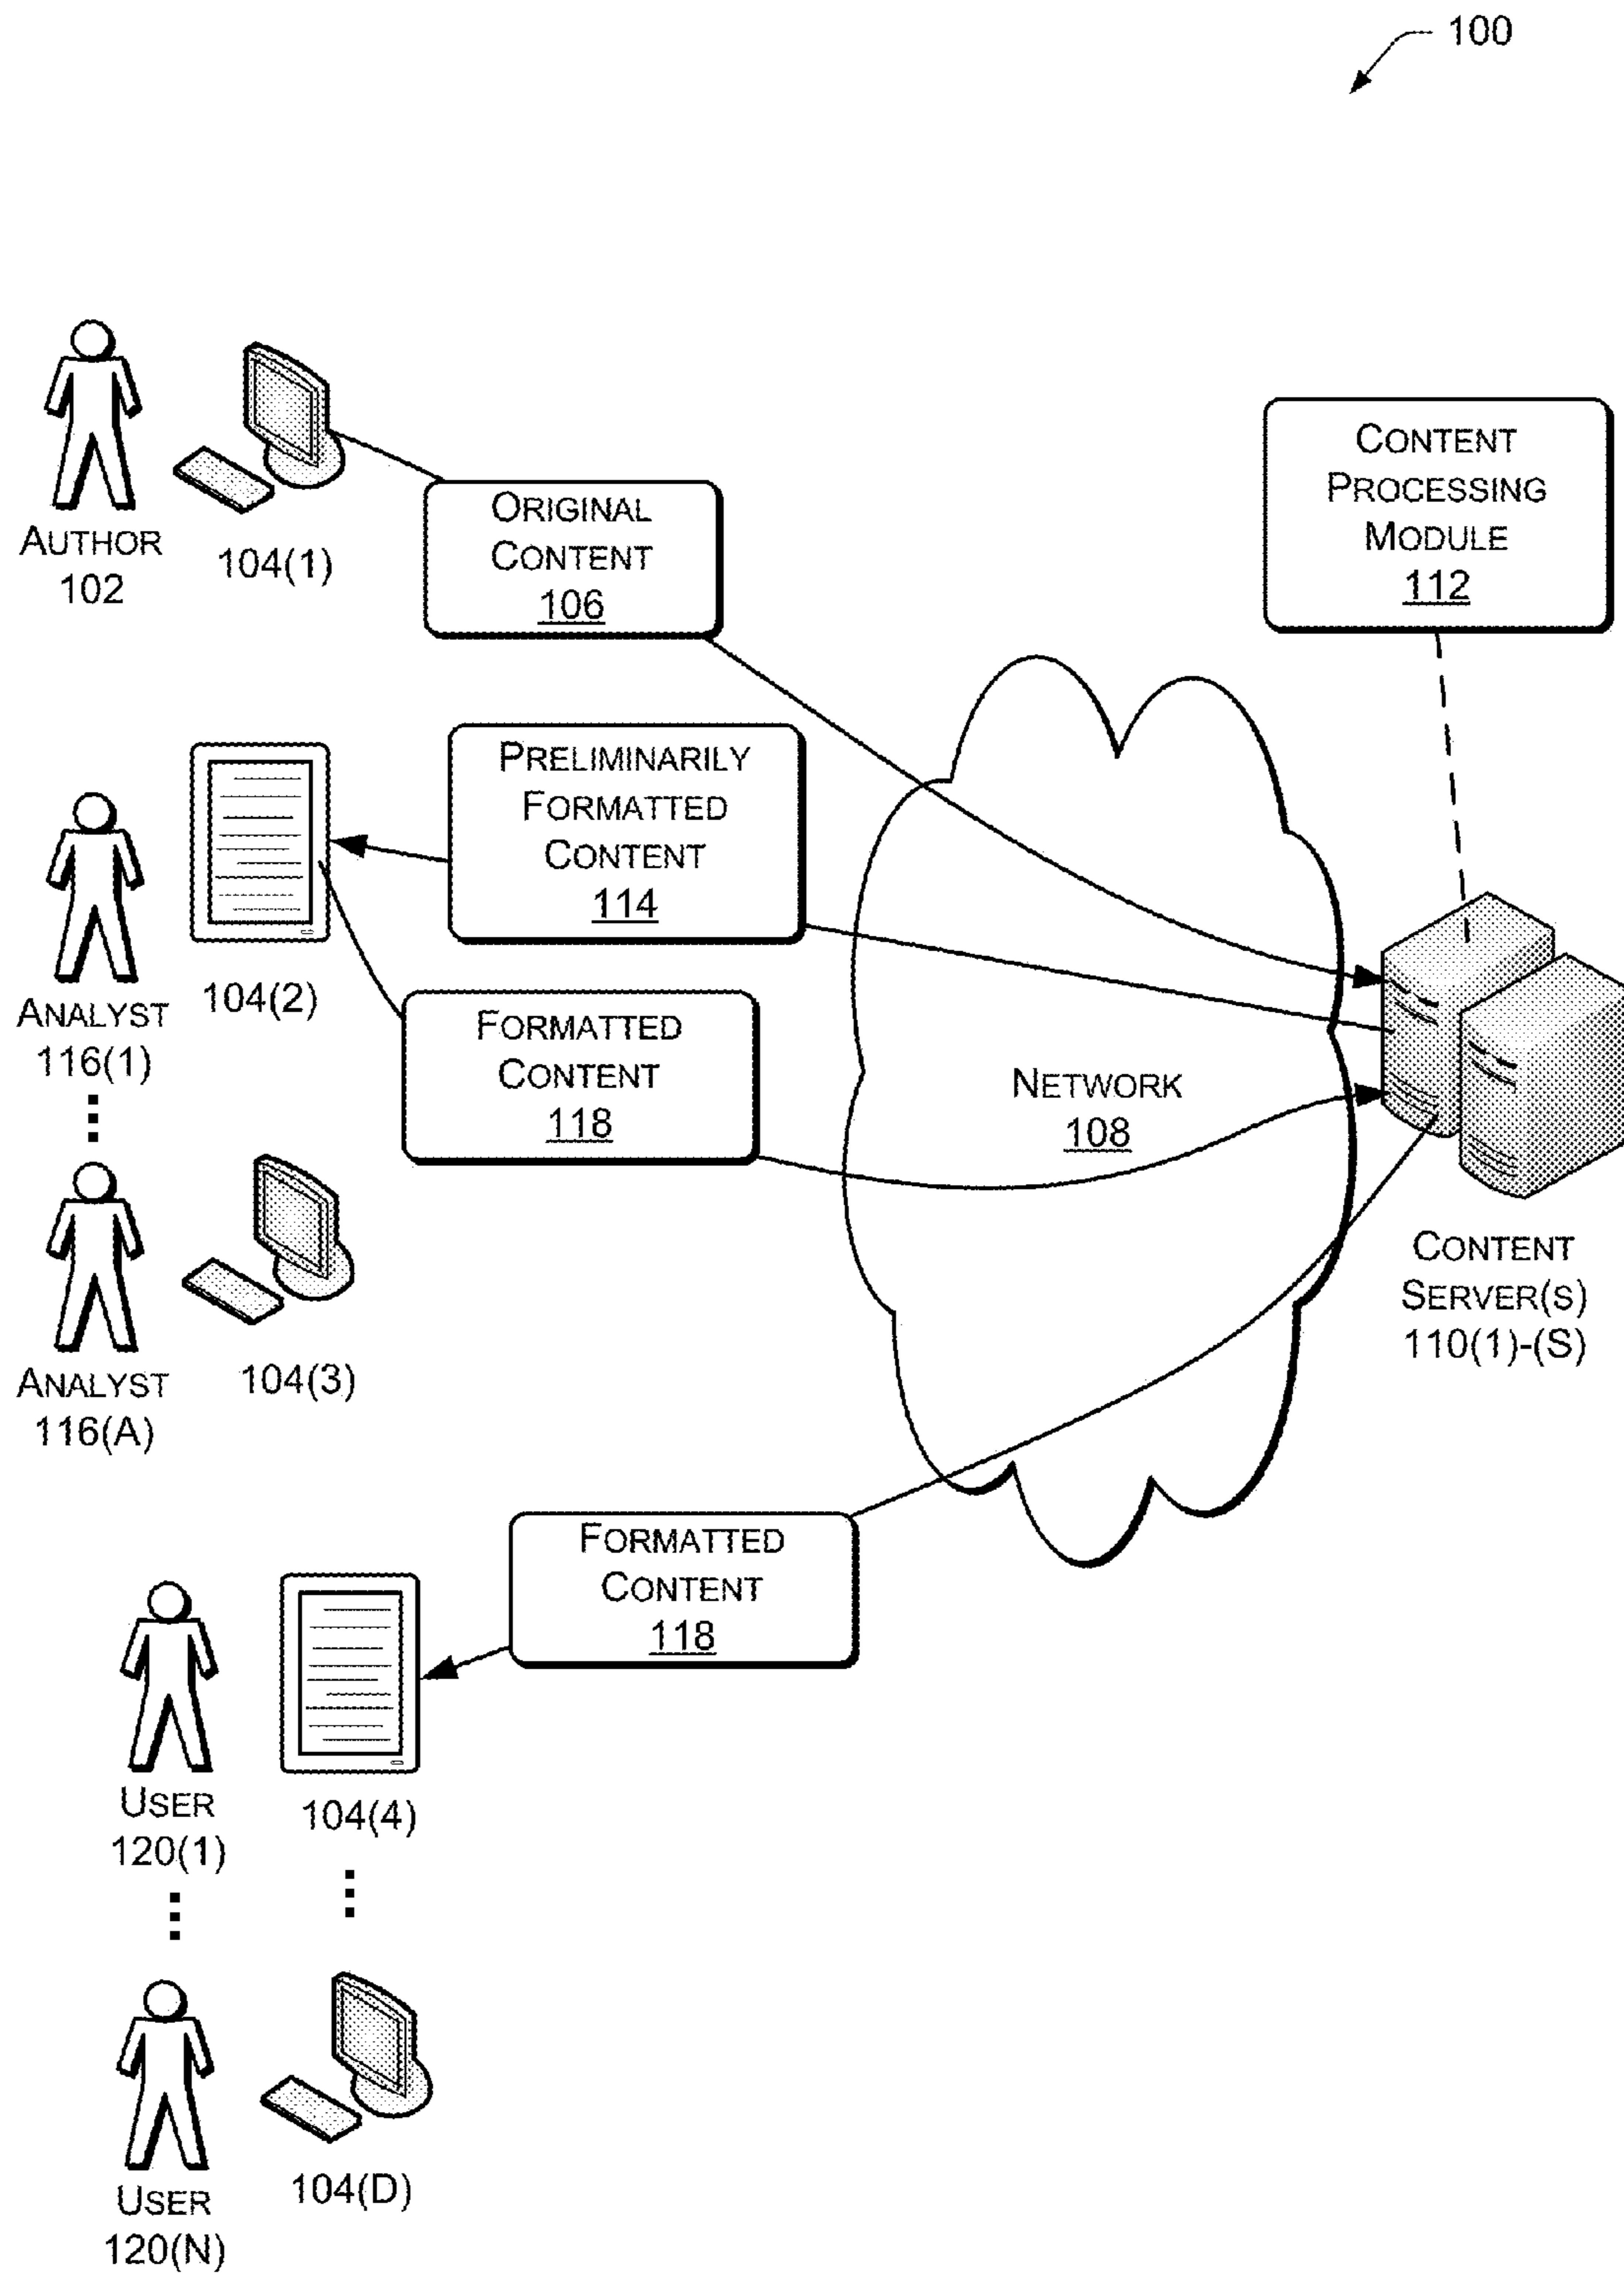 100
AUTHOR
102
104(1)
ORIGINAL
CONTENT
106
CONTENT
PROCESSING
MODULE
112
PRELIMINARILY
FORMATTED
CONTENT
114
ANALYST
116(1)
104(2)
FORMATTED
CONTENT
118
NETWORK
108
CONTENT
SERVER(S)
110(1)-(S)
ANALYST
116(A)
104(3)
FORMATTED
CONTENT
118
USER
120(1)
104(4)
USER
120(N)
104(D)